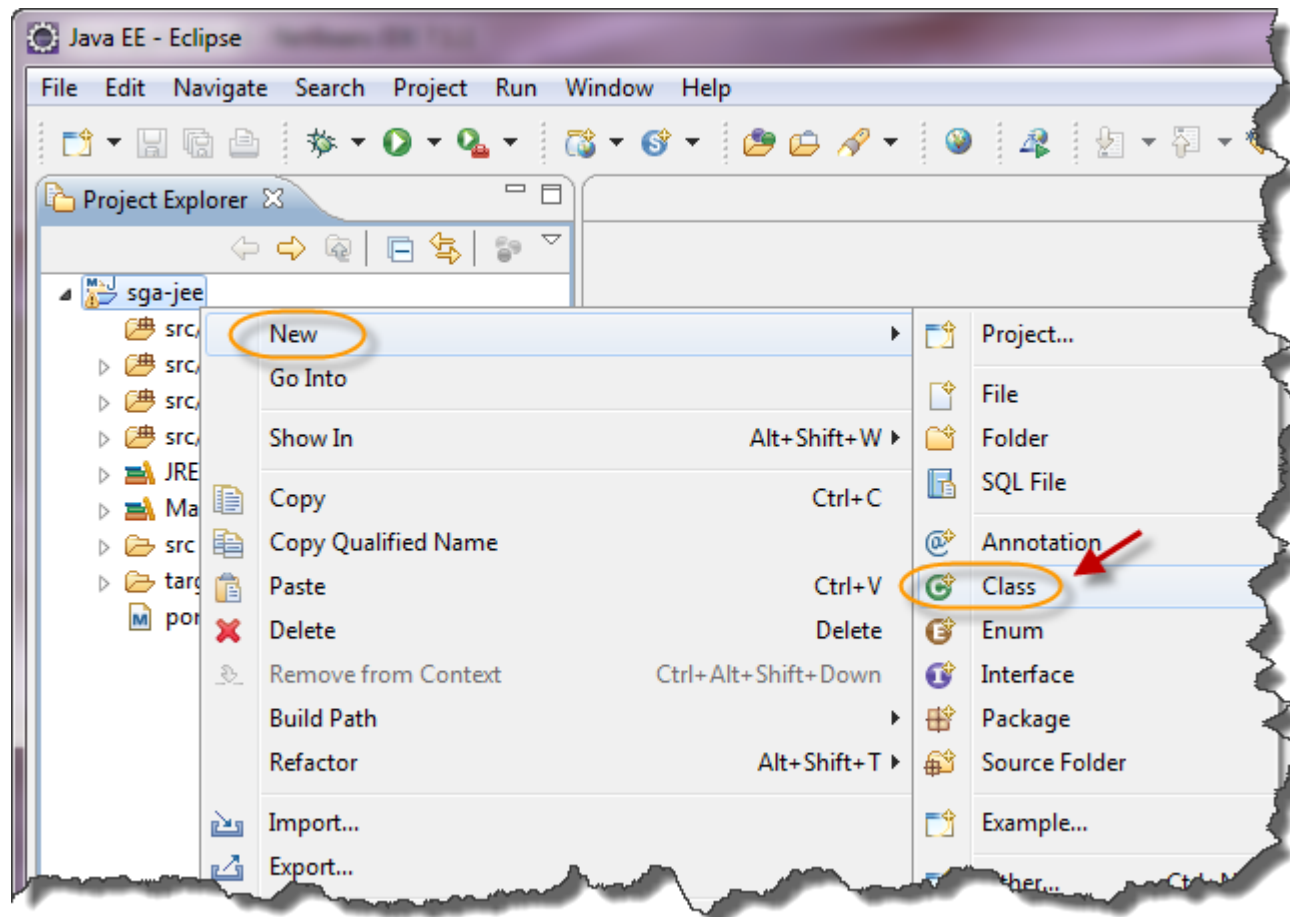 Java EE - Eclipse
File Edit Navigate Search Project Run Window Help
Project Explorer
sga-jee
src/
src/
src/
src/
JRE
Ma
src
targ
New
Go Into
Show In Alt+Shift+W
Copy Ctrl+C
Copy Qualified Name
Paste Ctrl+V
Delete Delete
Remove from Context Ctrl+Alt+Shift+Down
Build Path
Refactor Alt+Shift+T
Import...
Export...
Project...
File
Folder
SQL File
Annotation
Class
Enum
Interface
Package
Source Folder
Example...